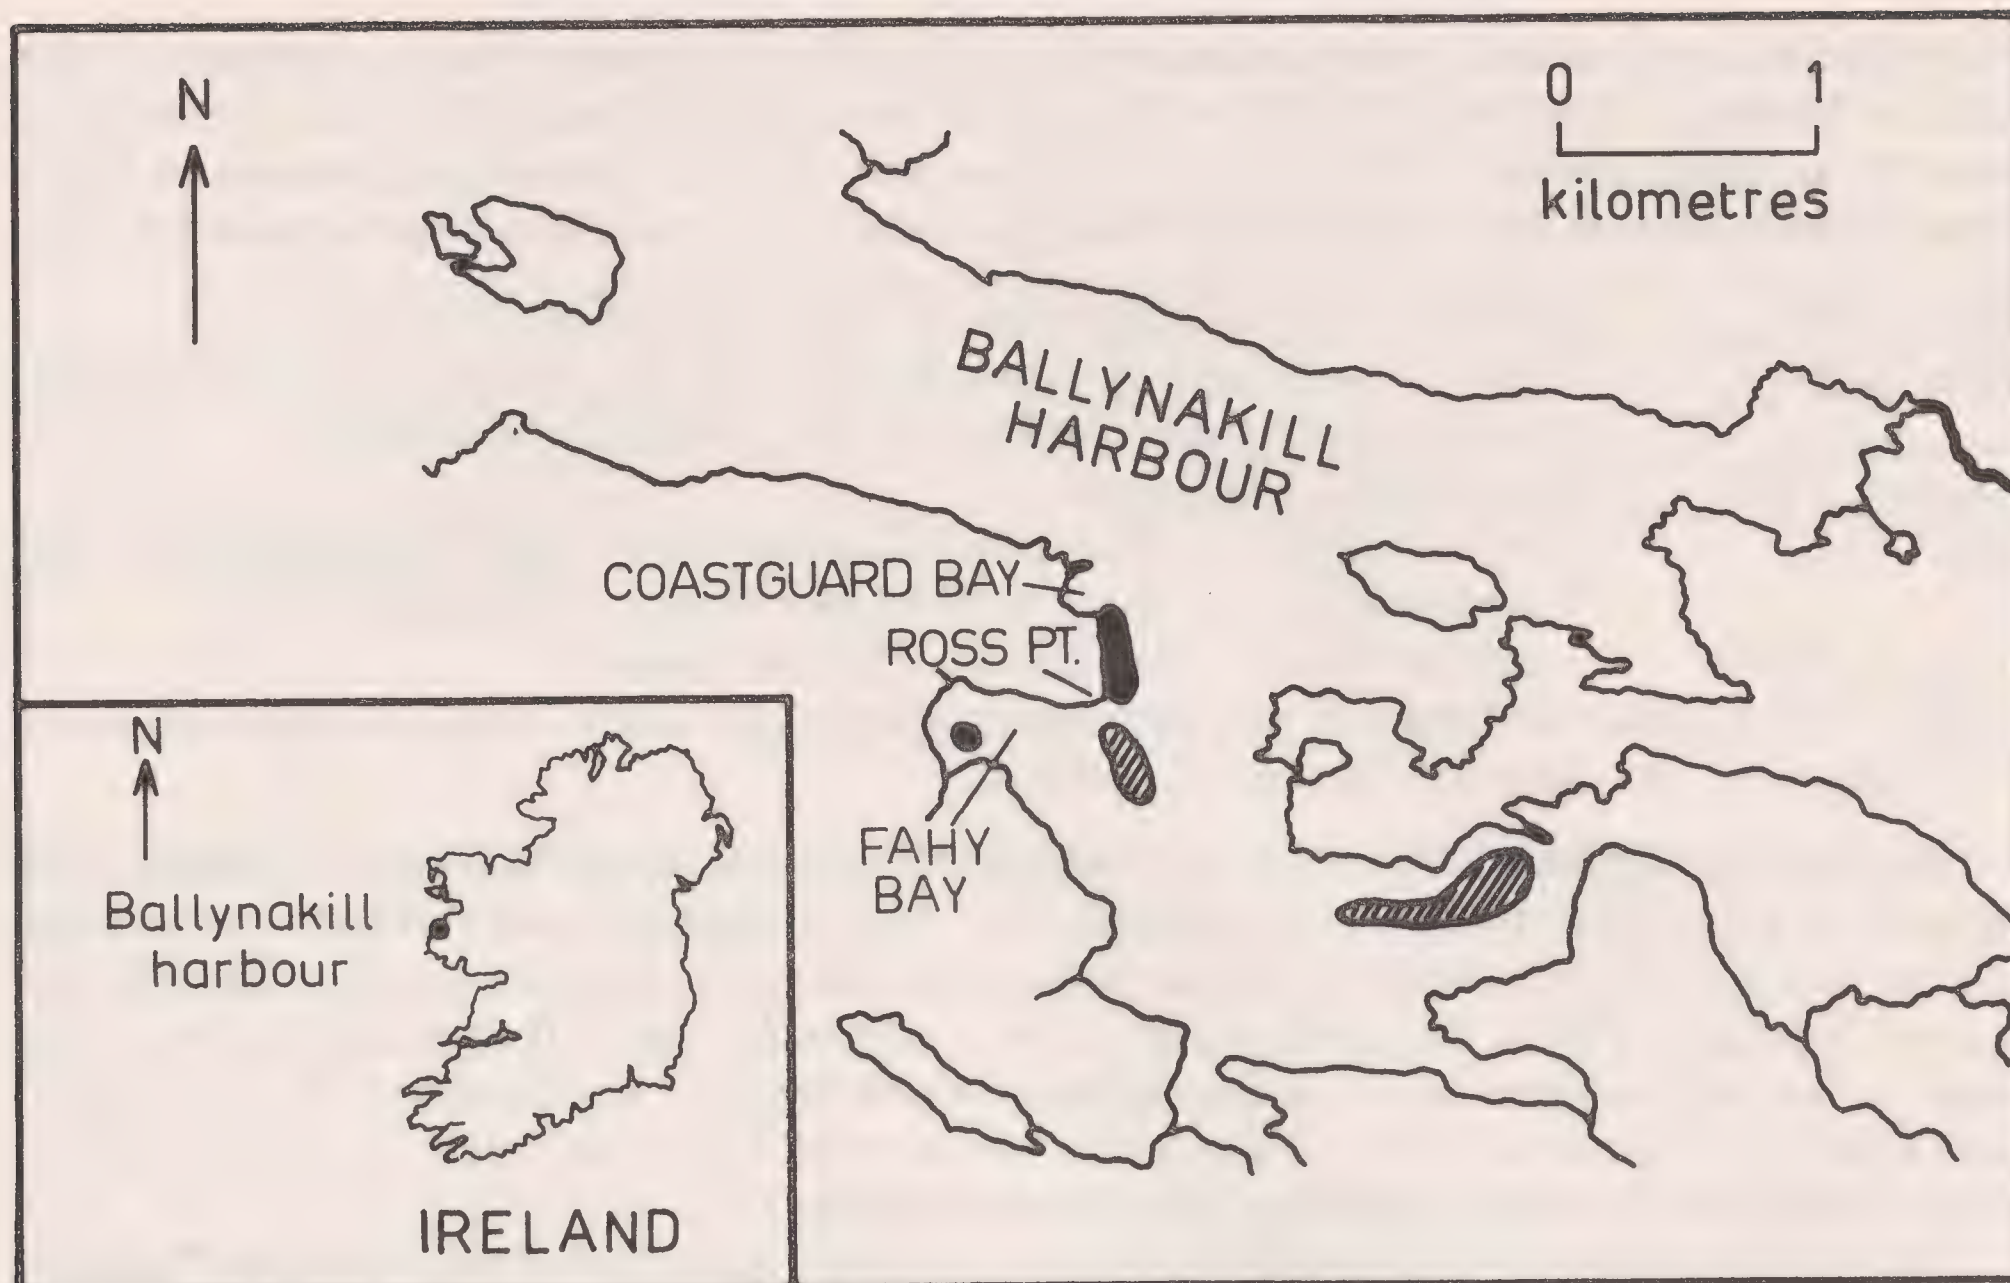 N
0 1
kilometres
BALLYNAKILL
HARBOUR
COASTGUARD BAY
ROSS PT.
FAHY
BAY
N
Ballynakill
harbour
IRELAND